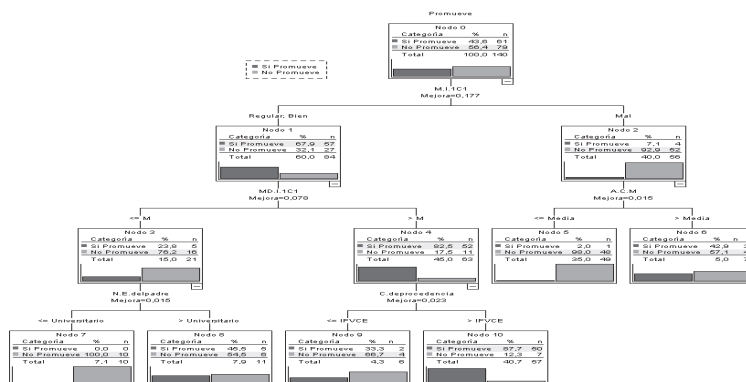 Promueve
Nodo 0
Categoría % n
Si Promueve 43,6 61
No Promueve 56,4 79
Total 100,0 140
Si Promueve
No Promueve
M.I.1C1
Mejora=0,177
Regular; Bien
Mal
Nodo 1
Categoría % n
Si Promueve 67,9 57
No Promueve 32,1 27
Total 60,0 84
Nodo 2
Categoría % n
Si Promueve 7,1 4
No Promueve 92,9 52
Total 40,0 56
MD.I.1C1
Mejora=0,078
A.C.M
Mejora=0,015
<= M
> M
<= Media
> Media
Nodo 3
Categoría % n
Si Promueve 23,8 5
No Promueve 76,2 16
Total 15,0 21
Nodo 4
Categoría % n
Si Promueve 82,5 52
No Promueve 17,5 11
Total 45,0 63
Nodo 5
Categoría % n
Si Promueve 2,0 1
No Promueve 98,0 48
Total 35,0 49
Nodo 6
Categoría % n
Si Promueve 42,9
No Promueve 57,1
Total 5,0
N.E.delpadre
Mejora=0,015
C.deprocedencia
Mejora=0,023
<= Universitario
> Universitario
<= IPVCE
> IPVCE
Nodo 7
Categoría % n
Si Promueve 0,0 0
No Promueve 100,0 10
Total 7,1 10
Nodo 8
Categoría % n
Si Promueve 45,5 5
No Promueve 54,5 6
Total 7,9 11
Nodo 9
Categoría % n
Si Promueve 33,3 2
No Promueve 66,7 4
Total 4,3 6
Nodo 10
Categoría % n
Si Promueve 87,7 50
No Promueve 12,3 7
Total 40,7 57